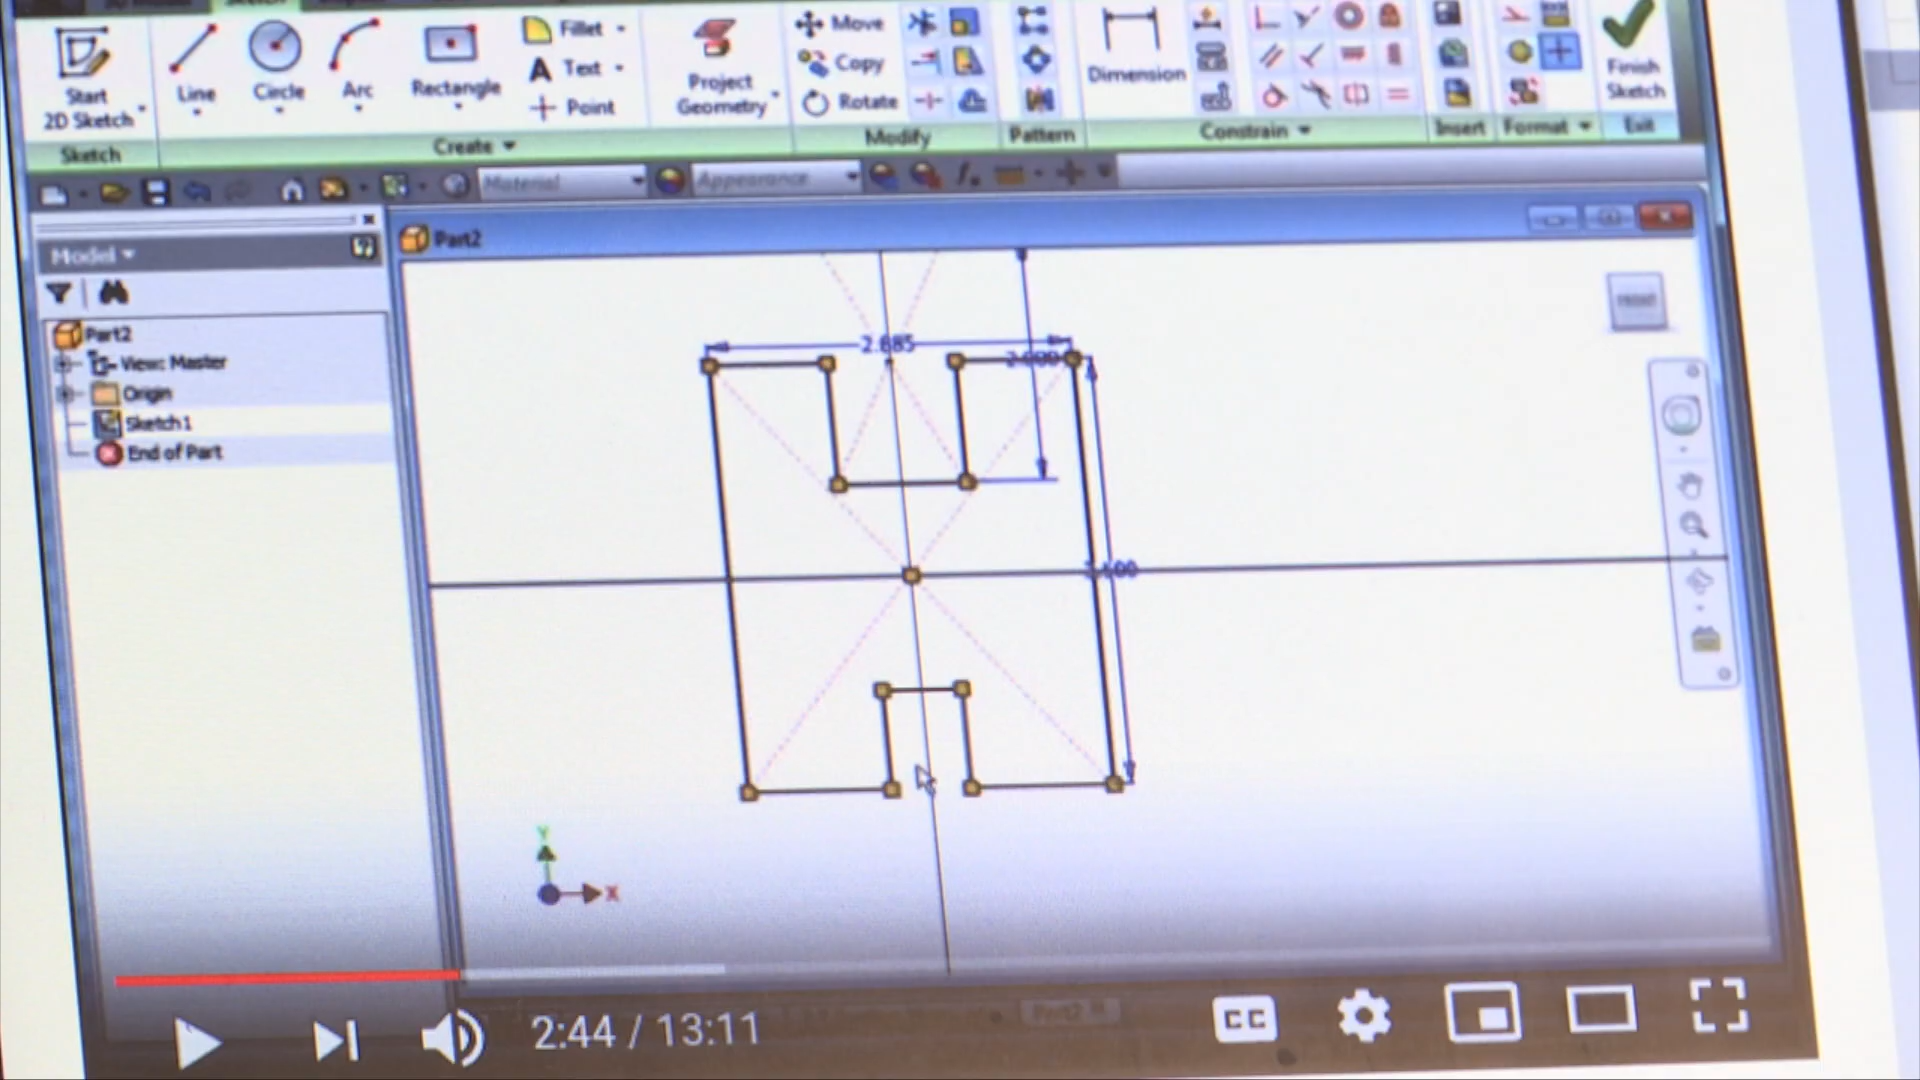 Start
2D Sketch
Line
Circle
Arc
Rectangle
Fillet
Text
Point
Project
Geometry
Move
Copy
Rotate
Dimension
Finish
Sketch
Sketch
Create
Modify
Pattern
Constrain
Insert
Format
Exit
Material
Appearance
Model
Part2
View: Master
Origin
Sketch1
End of Part
Part2
FRONT
2.685
Y
X
2:44 / 13:11
CC